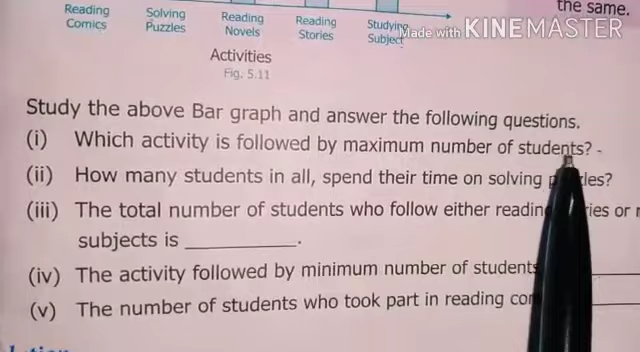 the same.
Reading Comics
Solving Puzzles
Reading Novels
Reading Stories
Studying Subject
Made with KINEMASTER
Activities
Fig. 5.11
Study the above Bar graph and answer the following questions.
(i) Which activity is followed by maximum number of students? -
(ii) How many students in all, spend their time on solving
(iii) The total number of students who follow either or
subjects is __________.
(iv) The activity followed by minimum number of students
(v) The number of students who took part in reading